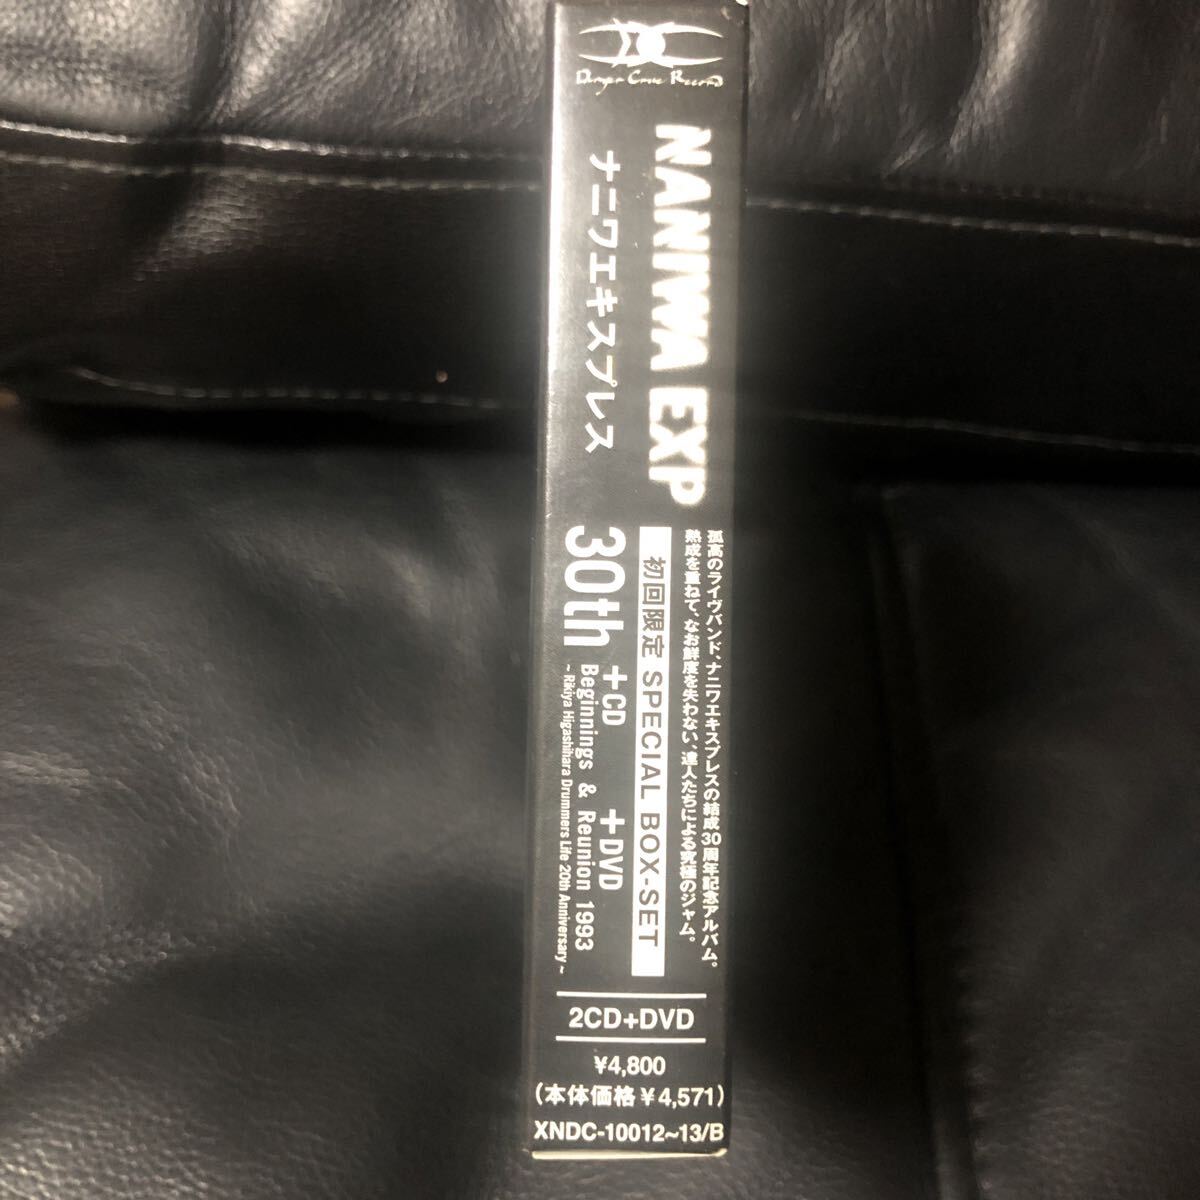 Danger Crue Record
NANIWA EXP
ナニワエキスプレス
孤高のライヴバンド、ナニワエキスプレスの結成30周年記念アルバム。
熟成を重ねて、なお鮮度を失わない、達人たちによる究極のジャム。
初回限定 SPECIAL BOX-SET
30th +CD +DVD
Beginnings & Reunion 1993
~ Rikiya Higashihara Drummers Life 20th Anniversary ~
2CD+DVD
¥4,800
(本体価格¥4,571)
XNDC-10012~13/B